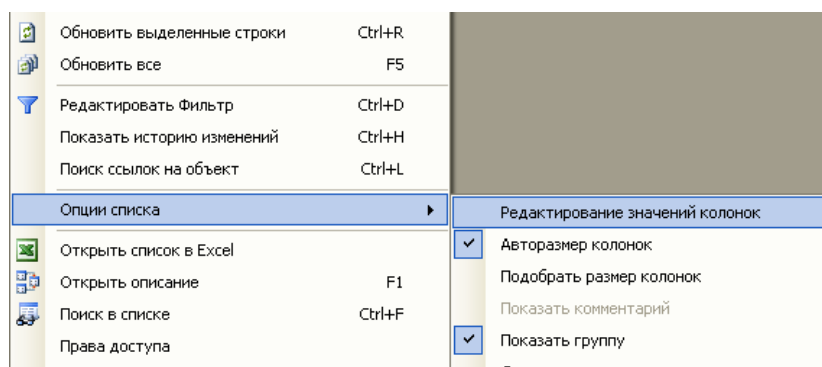 Обновить выделенные строки Ctrl+R
Обновить все F5
Редактировать Фильтр Ctrl+D
Показать историю изменений Ctrl+H
Поиск ссылок на объект Ctrl+L
Опции списка
Открыть список в Excel
Открыть описание F1
Поиск в списке Ctrl+F
Права доступа
Редактирование значений колонок
Авторазмер колонок
Подобрать размер колонок
Показать комментарий
Показать группу